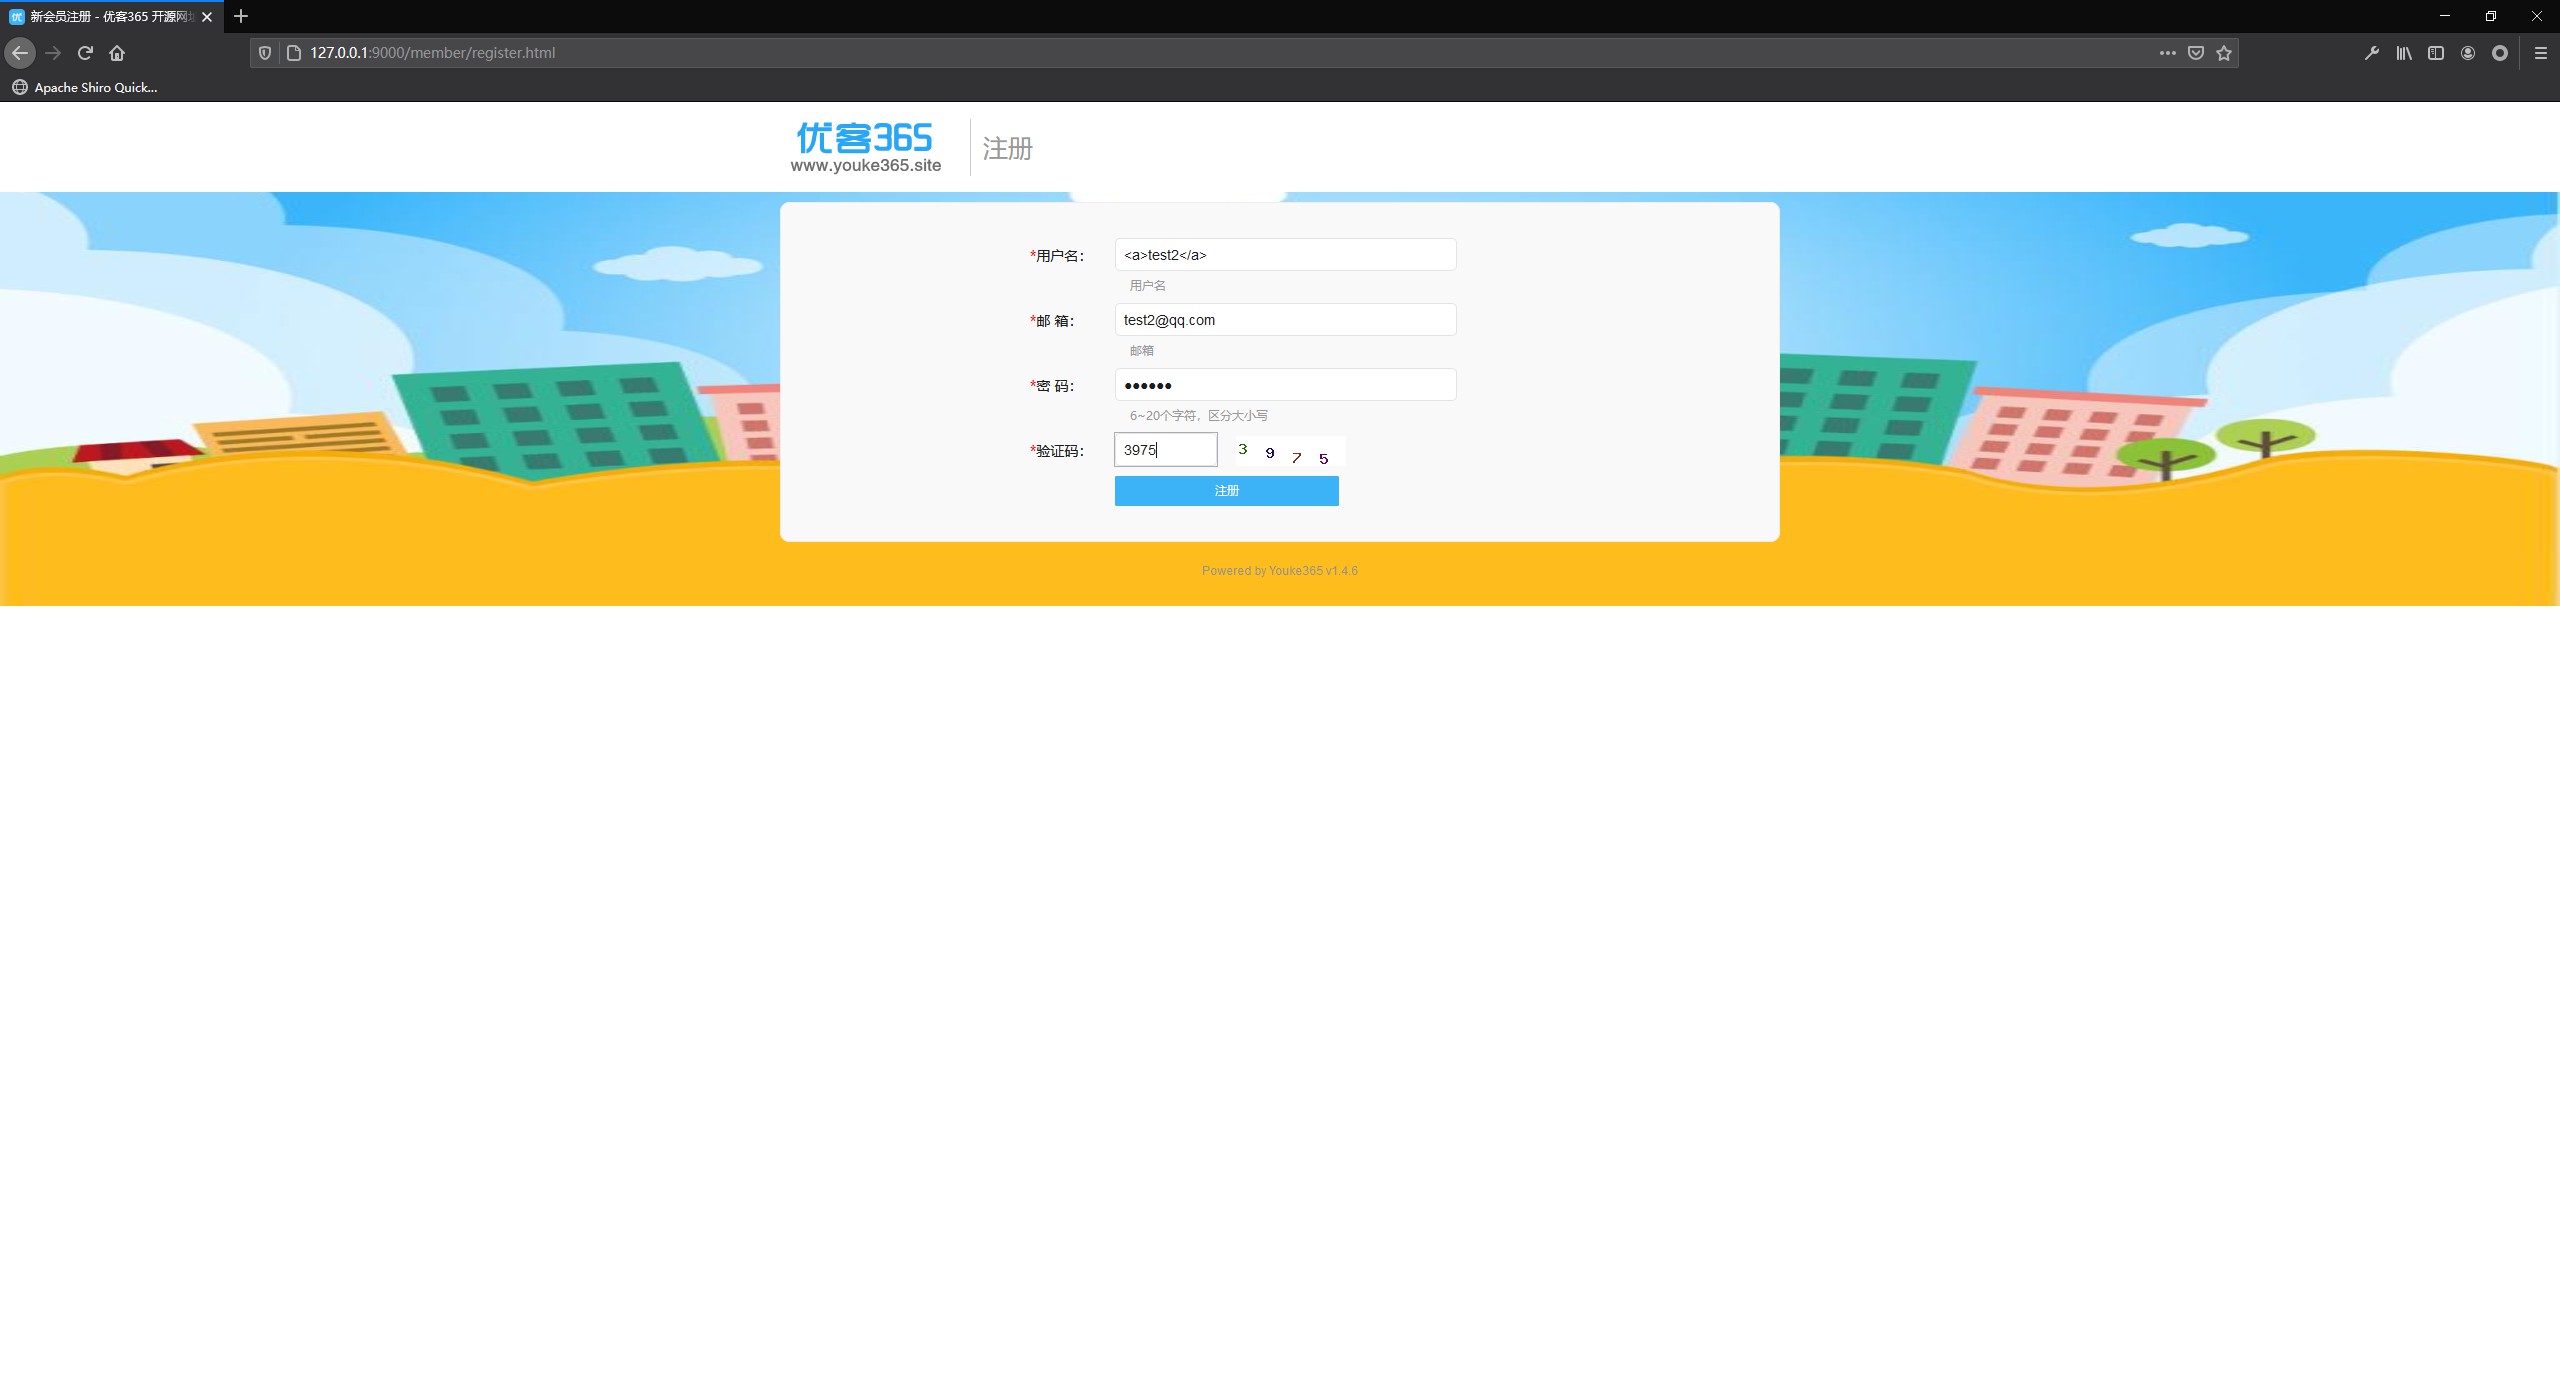 新会员注册 - 优客365 开源网
127.0.0.1:9000/member/register.html
Apache Shiro Quick...
优客365
www.youke365.site
注册
*用户名：
<a>test2</a>
用户名
*邮 箱：
test2@qq.com
邮箱
*密 码：
●●●●●●
6~20个字符，区分大小写
*验证码：
3975
3 9 7 5
注册
Powered by Youke365 v1.4.6